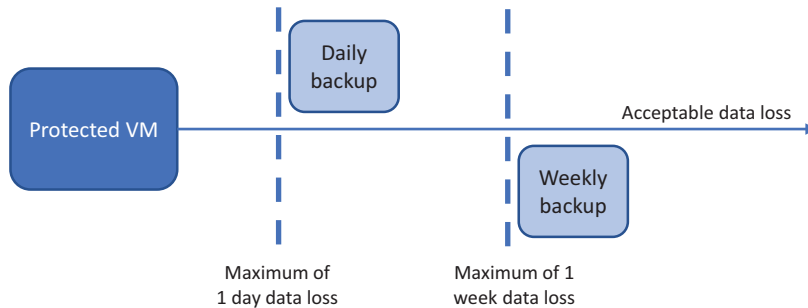 Daily
backup
Protected VM
Acceptable data loss
Weekly
backup
Maximum of
1 day data loss
Maximum of 1
week data loss